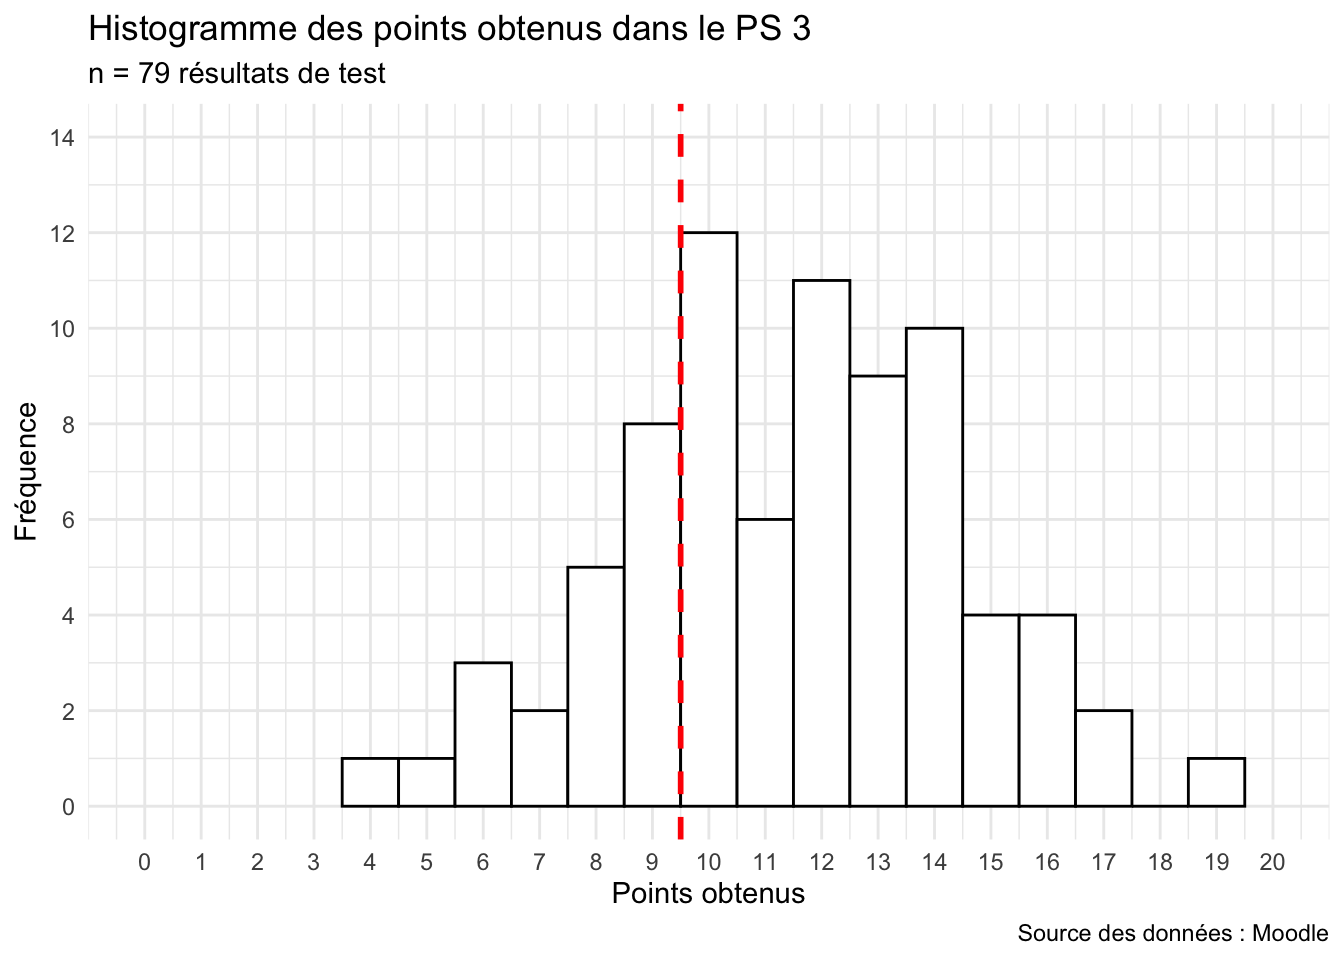 Histogramme des points obtenus dans le PS 3
n = 79 résultats de test
14
12
10
8
6
4
2
0
Fréquence
0 1 2 3 4 5 6 7 8 9 10 11 12 13 14 15 16 17 18 19 20
Points obtenus
Source des données : Moodle